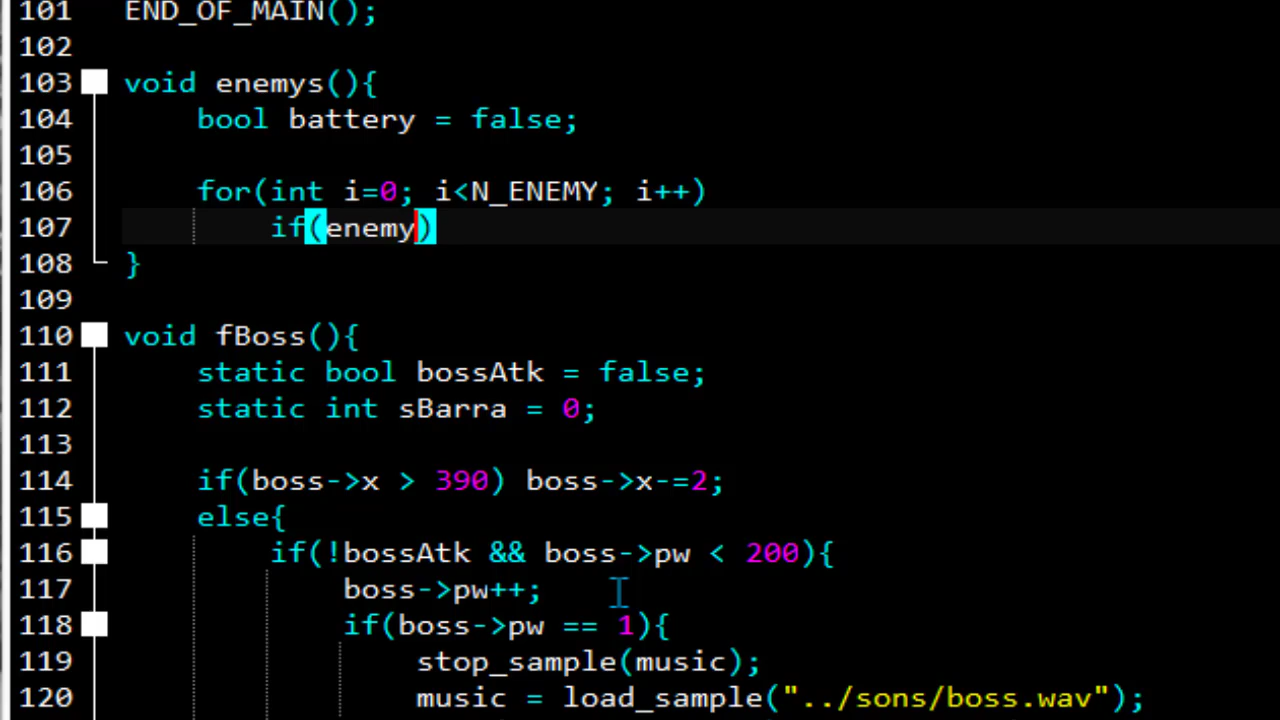 101 END_OF_MAIN();
102
103 void enemys(){
104 bool battery = false;
105
106 for(int i=0; i<N_ENEMY; i++)
107 if(enemy)
108 }
109
110 void fBoss(){
111 static bool bossAtk = false;
112 static int sBarra = 0;
113
114 if(boss->x > 390) boss->x-=2;
115 else{
116 if(!bossAtk && boss->pw < 200){
117 boss->pw++;
118 if(boss->pw == 1){
119 stop_sample(music);
120 music = load_sample("../sons/boss.wav");